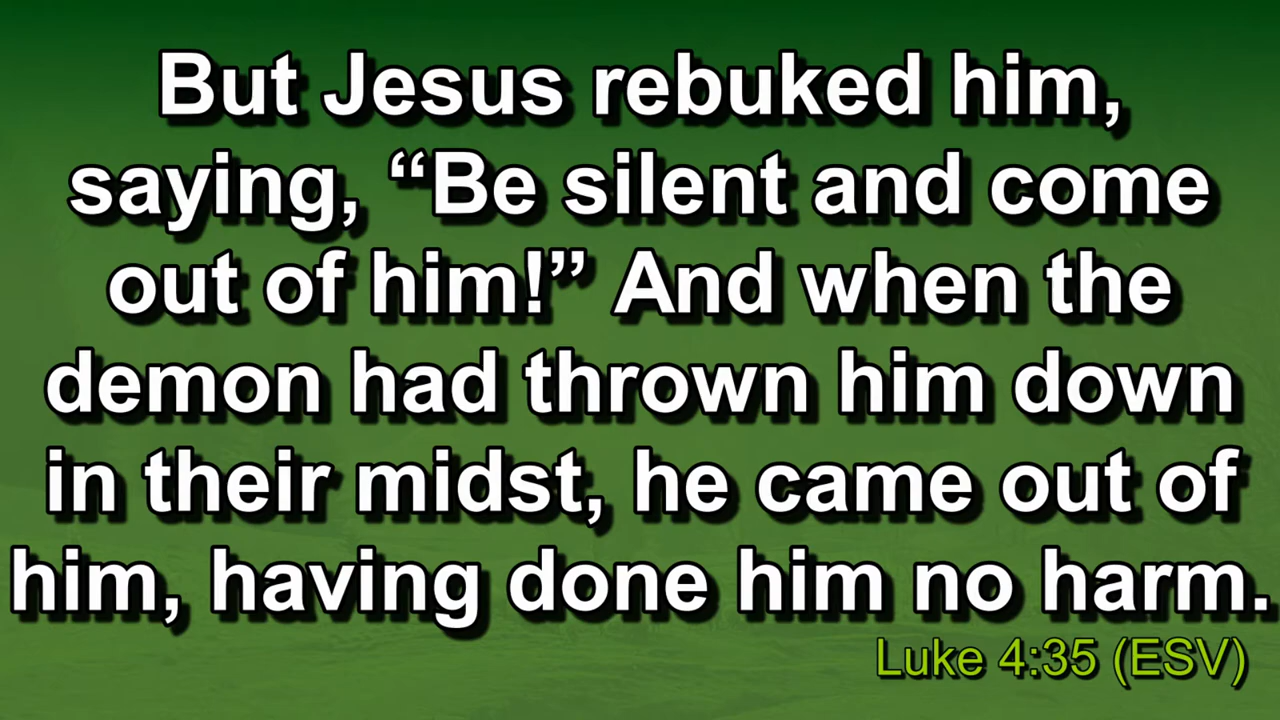 But Jesus rebuked him,
saying, “Be silent and come
out of him!” And when the
demon had thrown him down
in their midst, he came out of
him, having done him no harm.
Luke 4:35 (ESV)